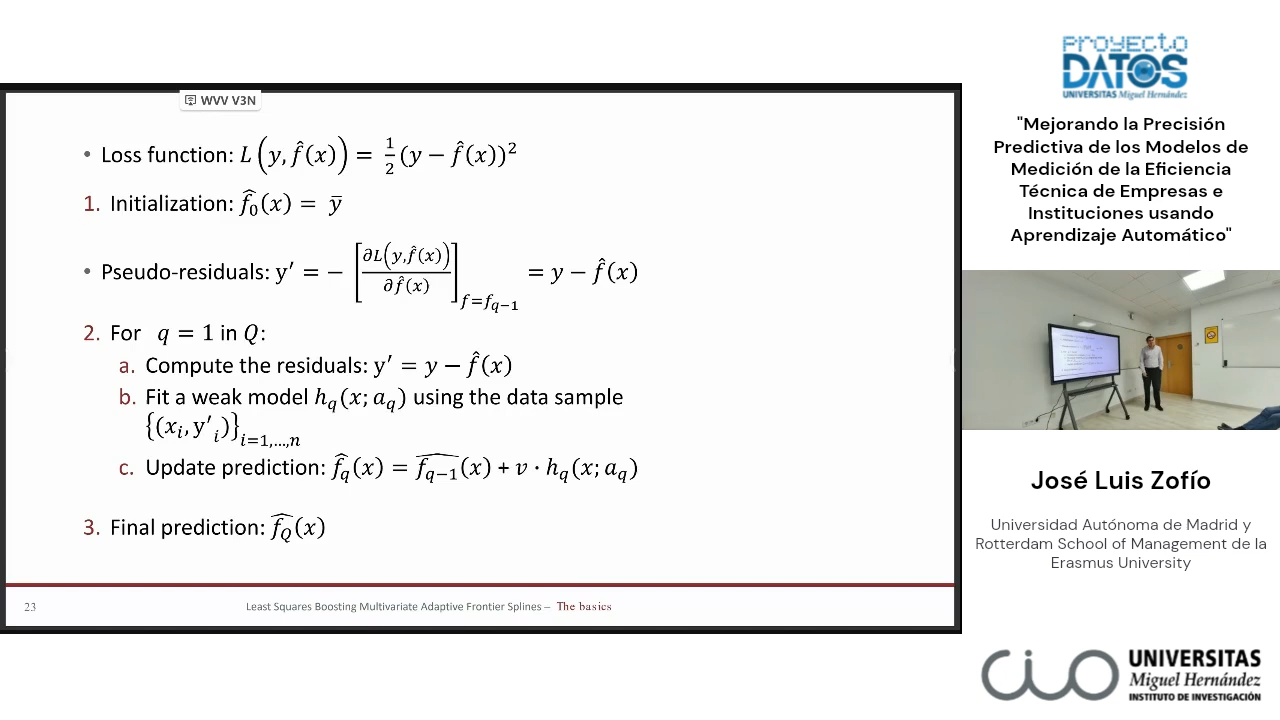 WVV V3N
• Loss function: L(y, f̂(x)) = 1/2 (y − f̂(x))²
1. Initialization: f̂₀(x) = ȳ
• Pseudo-residuals: y′ = − [∂L(y, f̂(x)) / ∂f̂(x)]_{f=f_{q−1}} = y − f̂(x)
2. For q = 1 in Q:
a. Compute the residuals: y′ = y − f̂(x)
b. Fit a weak model h_q(x; a_q) using the data sample
{(x_i, y′_i)}_{i=1,…,n}
c. Update prediction: f̂_q(x) = f̂_{q−1}(x) + v · h_q(x; a_q)
3. Final prediction: f̂_Q(x)
23
Least Squares Boosting Multivariate Adaptive Frontier Splines – The basics
PROYECTO
DATOS
UNIVERSITAS Miguel Hernández
"Mejorando la Precisión
Predictiva de los Modelos de
Medición de la Eficiencia
Técnica de Empresas e
Instituciones usando
Aprendizaje Automático"
José Luis Zofío
Universidad Autónoma de Madrid y
Rotterdam School of Management de la
Erasmus University
CIO
UNIVERSITAS
Miguel Hernández
INSTITUTO DE INVESTIGACIÓN